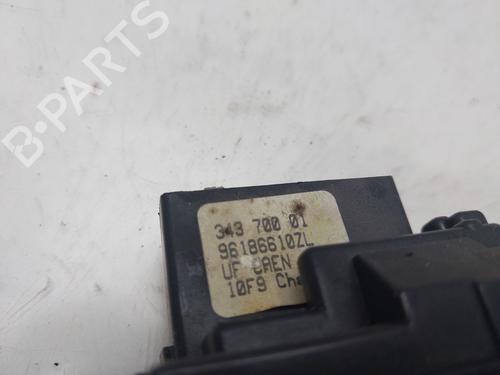 B-PARTS
343 700 01
96186610ZL
UF CAEN
10F9 Cha